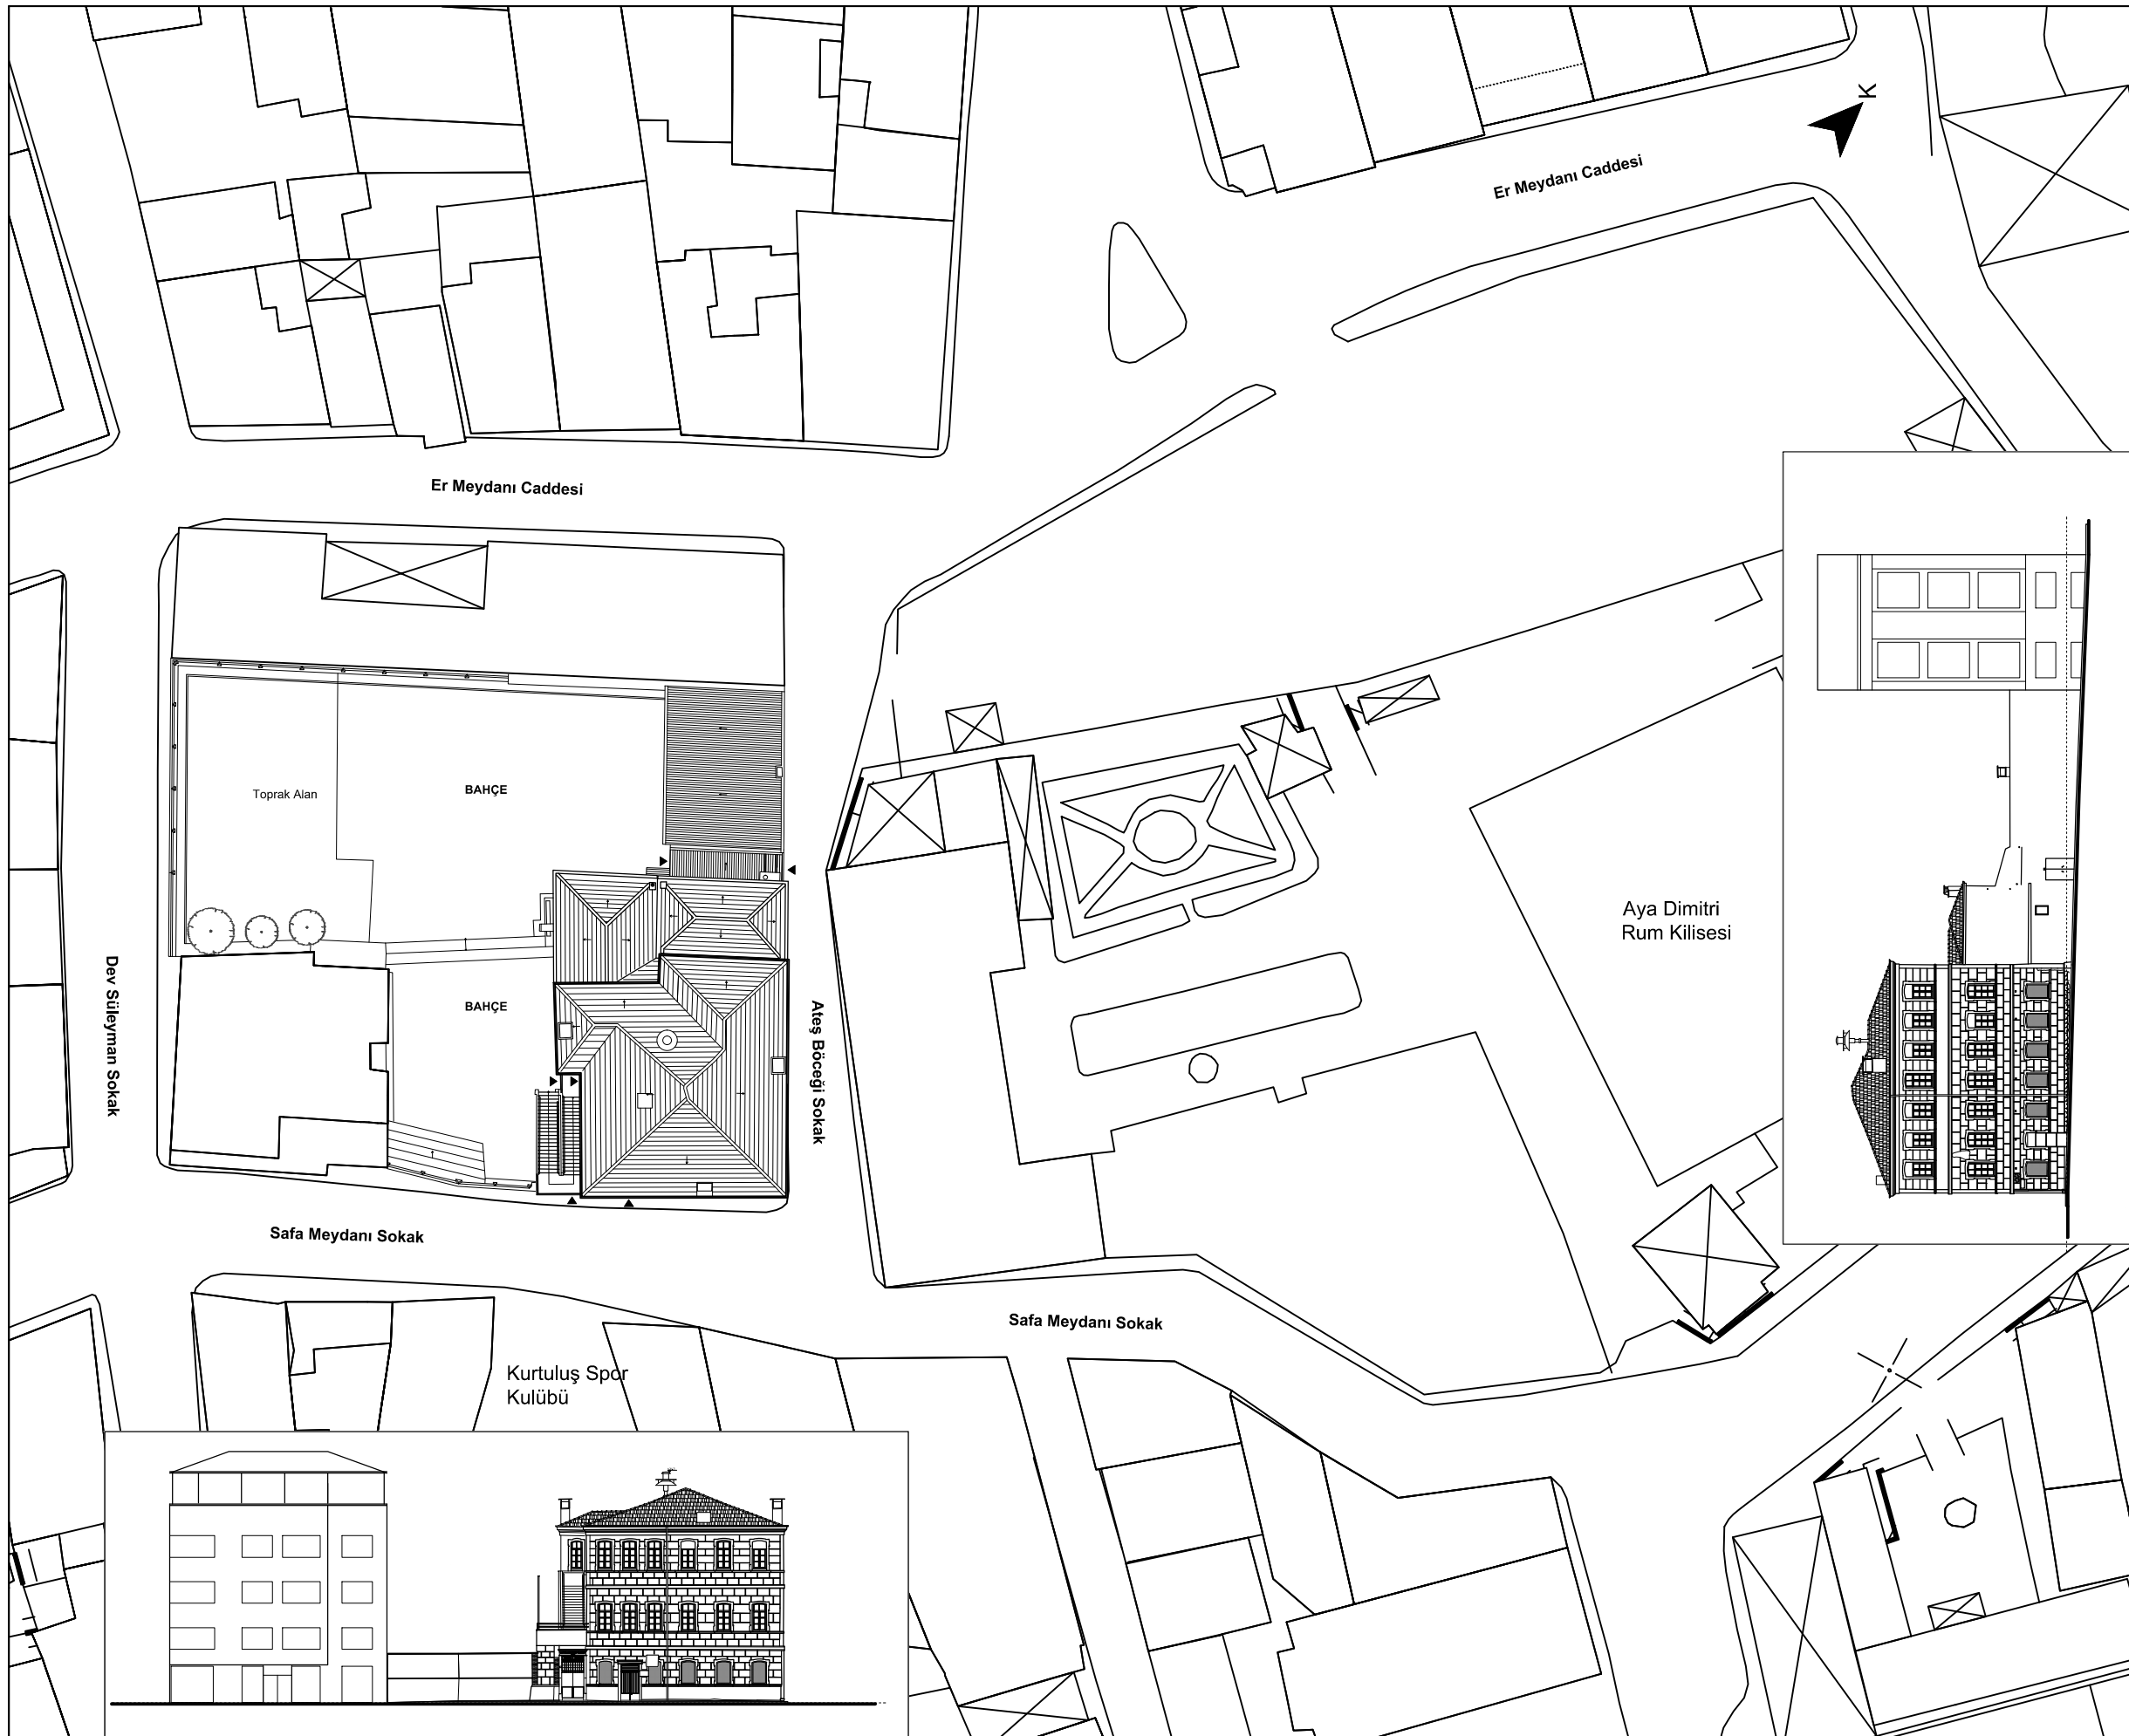 K
Er Meydanı Caddesi
Er Meydanı Caddesi
Toprak Alan
BAHÇE
Aya Dimitri
Rum Kilisesi
Dev Süleyman Sokak
BAHÇE
Ateş Böceği Sokak
Safa Meydanı Sokak
Safa Meydanı Sokak
Kurtuluş Spor
Kulübü